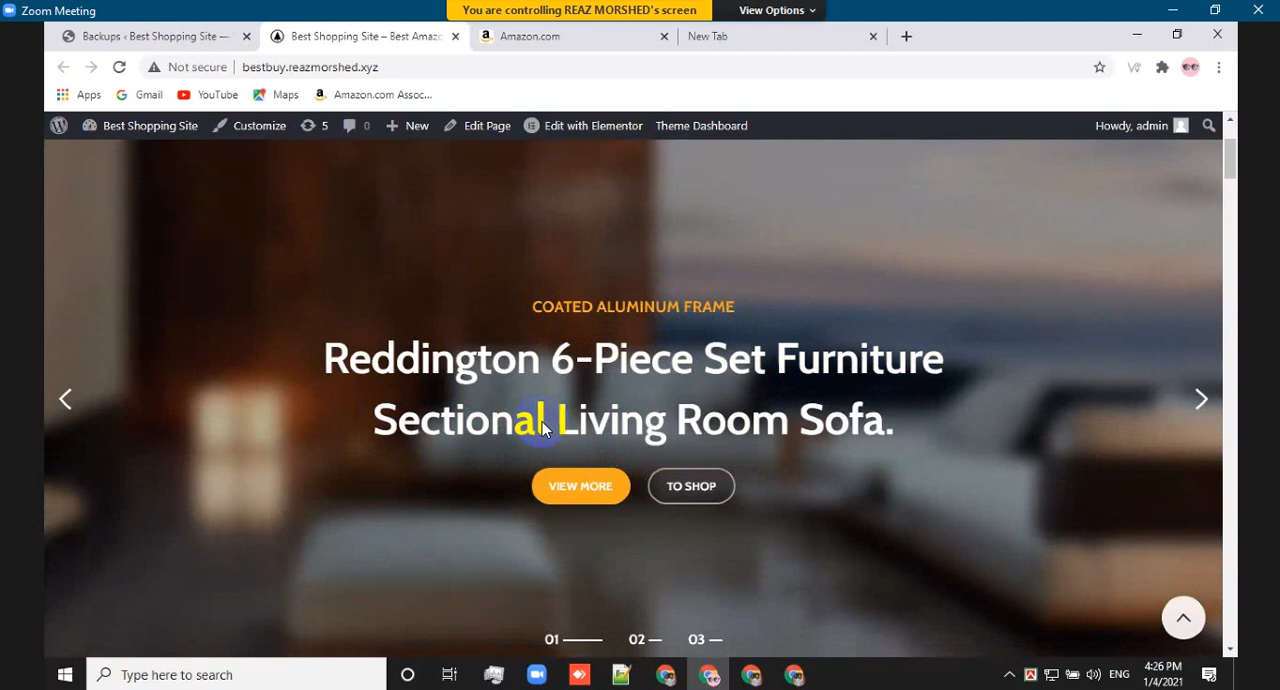 Zoom Meeting
You are controlling REAZ MORSHED's screen
View Options
Backups ‹ Best Shopping Site —
Best Shopping Site – Best Amaz
Amazon.com
New Tab
Not secure
bestbuy.reazmorshed.xyz
Apps
Gmail
YouTube
Maps
Amazon.com Assoc...
Best Shopping Site
Customize
5
0
New
Edit Page
Edit with Elementor
Theme Dashboard
Howdy, admin
COATED ALUMINUM FRAME
Reddington 6-Piece Set Furniture
Sectional Living Room Sofa.
VIEW MORE
TO SHOP
01
02
03
Type here to search
ENG
4:26 PM
1/4/2021